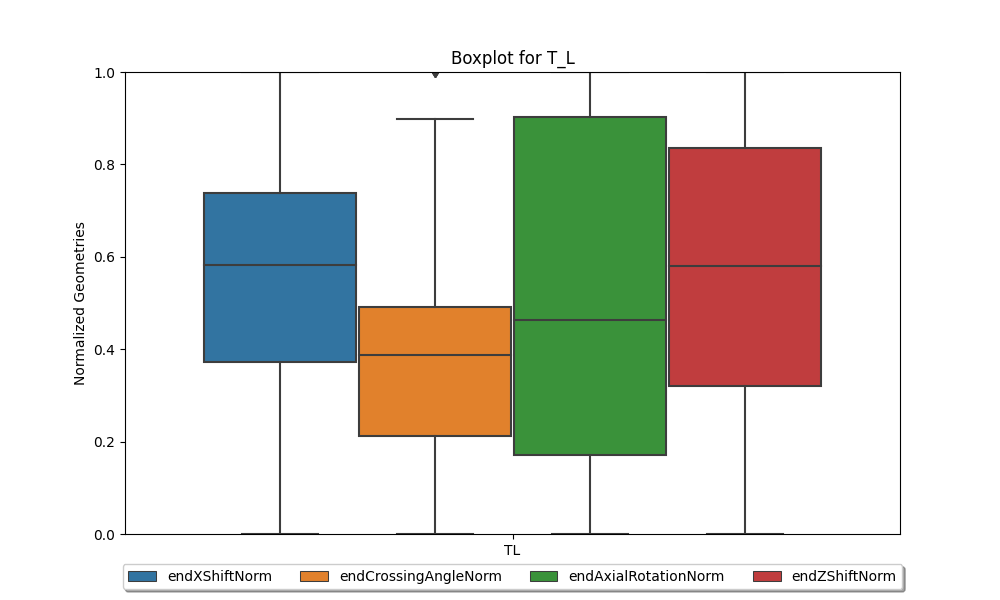 Boxplot for T_L
1.0
0.8
0.6
0.4
0.2
0.0
Normalized Geometries
TL
endXShiftNorm endCrossingAngleNorm endAxialRotationNorm endZShiftNorm